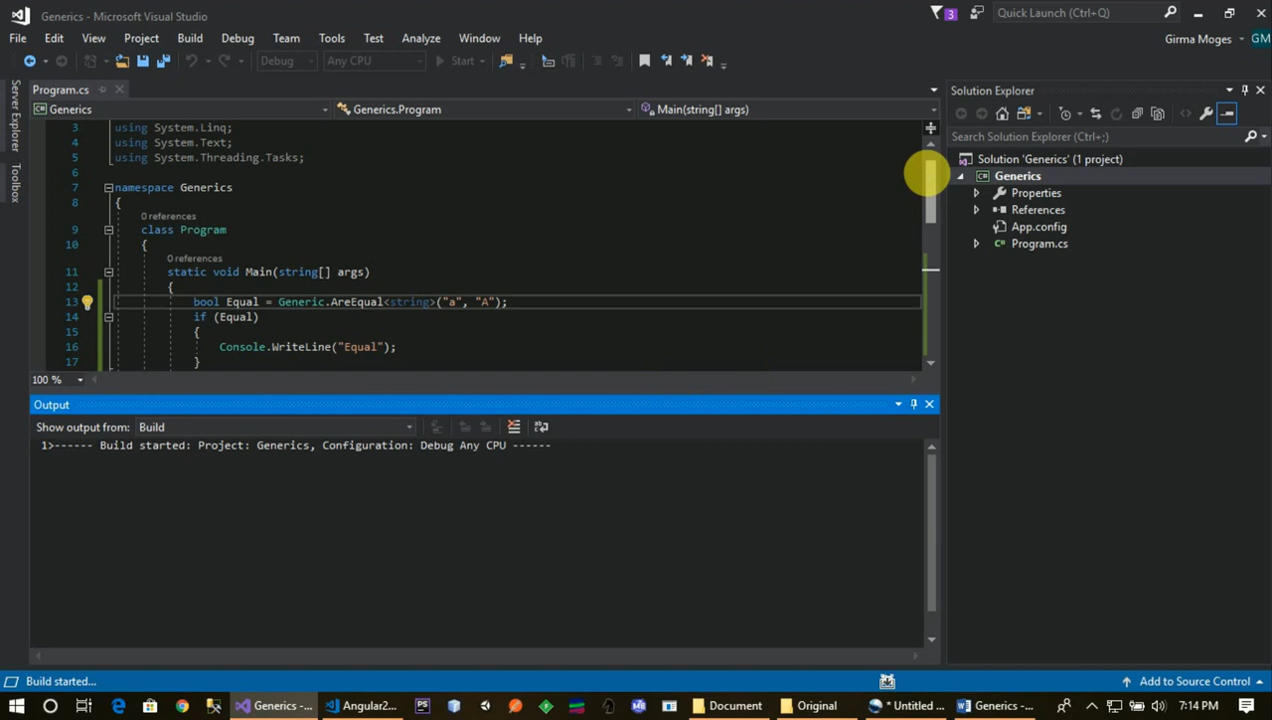 Generics - Microsoft Visual Studio
3
Quick Launch (Ctrl+Q)
File Edit View Project Build Debug Team Tools Test Analyze Window Help
Girma Moges GM
Debug Any CPU Start
Server Explorer
Toolbox
Program.cs
Generics Generics.Program Main(string[] args)
3 using System.Linq;
4 using System.Text;
5 using System.Threading.Tasks;
6
7 namespace Generics
8 {
0 references
9 class Program
10 {
0 references
11 static void Main(string[] args)
12 {
13 bool Equal = Generic.AreEqual<string>("a", "A");
14 if (Equal)
15 {
16 Console.WriteLine("Equal");
17 }
100 %
Output
Show output from: Build
1>------ Build started: Project: Generics, Configuration: Debug Any CPU ------
Solution Explorer
Search Solution Explorer (Ctrl+;)
Solution 'Generics' (1 project)
Generics
Properties
References
App.config
Program.cs
Build started...
Add to Source Control
Generics -...
Angular2...
Document
Original
* Untitled ...
Generics -...
7:14 PM